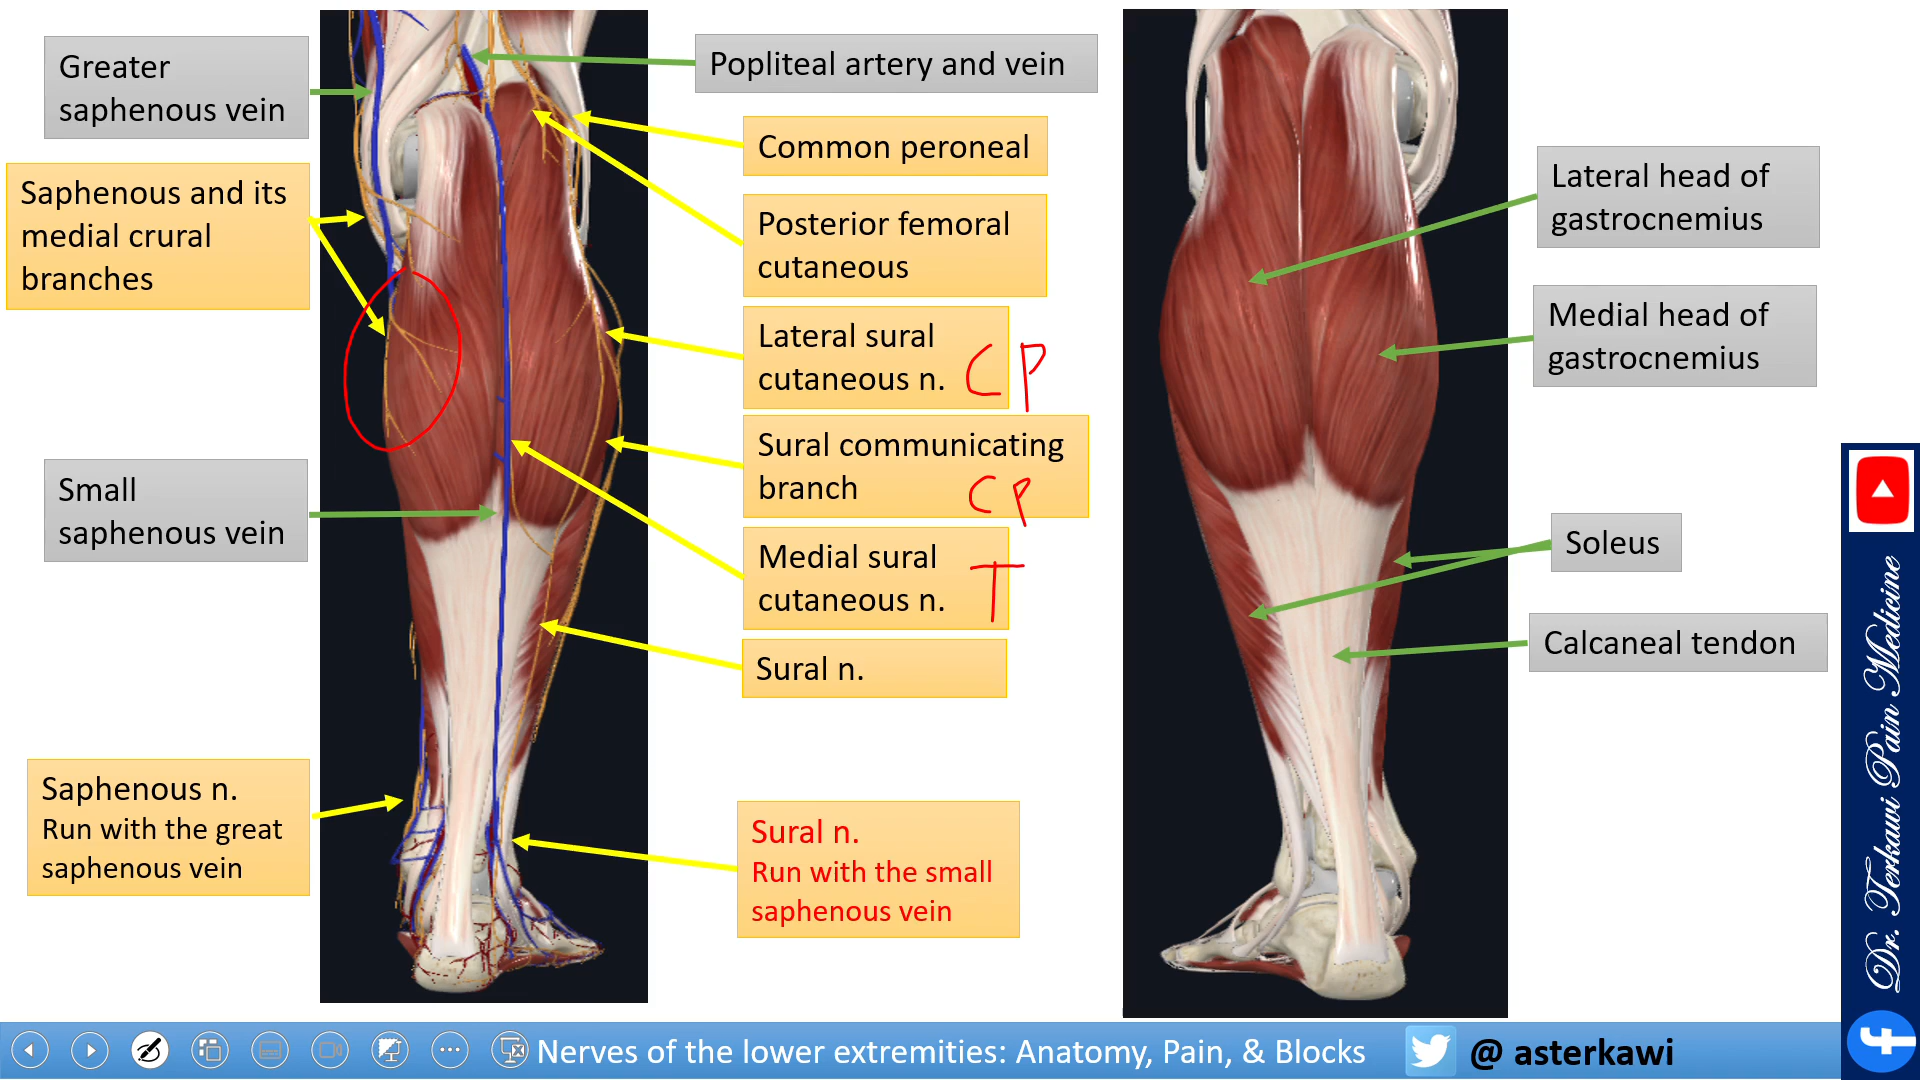 Greater
saphenous vein
Saphenous and its
medial crural
branches
Small
saphenous vein
Saphenous n.
Run with the great
saphenous vein
Popliteal artery and vein
Common peroneal
Posterior femoral
cutaneous
Lateral sural
cutaneous n. CP
Sural communicating
branch CP
Medial sural
cutaneous n. T
Sural n.
Sural n.
Run with the small
saphenous vein
Lateral head of
gastrocnemius
Medial head of
gastrocnemius
Soleus
Calcaneal tendon
Dr. Terkawi Pain Medicine
Nerves of the lower extremities: Anatomy, Pain, & Blocks
@ asterkawi